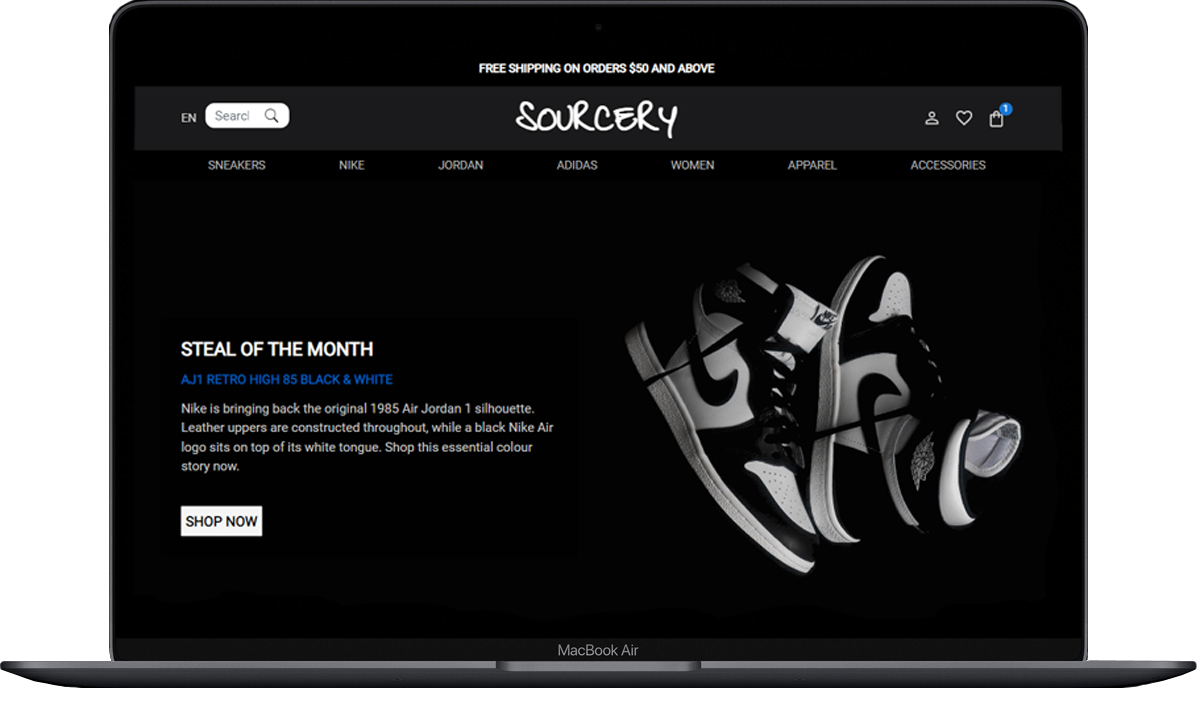 FREE SHIPPING ON ORDERS $50 AND ABOVE
EN
Search
SOURCERY
1
SNEAKERS NIKE JORDAN ADIDAS WOMEN APPAREL ACCESSORIES
STEAL OF THE MONTH
AJ1 RETRO HIGH 85 BLACK & WHITE
Nike is bringing back the original 1985 Air Jordan 1 silhouette.
Leather uppers are constructed throughout, while a black Nike Air
logo sits on top of its white tongue. Shop this essential colour
story now.
SHOP NOW
MacBook Air